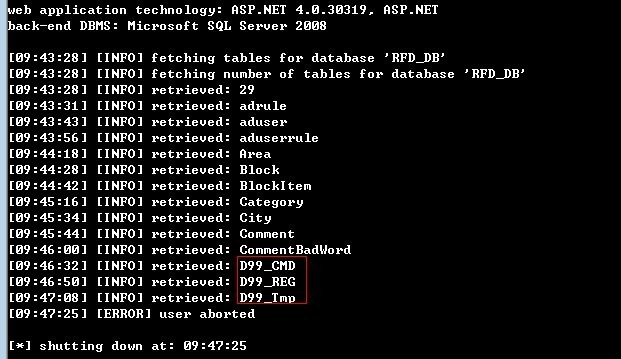 web application technology: ASP.NET 4.0.30319, ASP.NET
back-end DBMS: Microsoft SQL Server 2008
[09:43:28] [INFO] fetching tables for database 'RFD_DB'
[09:43:28] [INFO] fetching number of tables for database 'RFD_DB'
[09:43:28] [INFO] retrieved: 29
[09:43:31] [INFO] retrieved: adrule
[09:43:43] [INFO] retrieved: aduser
[09:43:56] [INFO] retrieved: aduserrule
[09:44:18] [INFO] retrieved: Area
[09:44:28] [INFO] retrieved: Block
[09:44:42] [INFO] retrieved: BlockItem
[09:45:16] [INFO] retrieved: Category
[09:45:34] [INFO] retrieved: City
[09:45:44] [INFO] retrieved: Comment
[09:46:00] [INFO] retrieved: CommentBadWord
[09:46:32] [INFO] retrieved: D99_CMD
[09:46:50] [INFO] retrieved: D99_REG
[09:47:08] [INFO] retrieved: D99_Tmp
[09:47:25] [ERROR] user aborted
[*] shutting down at: 09:47:25